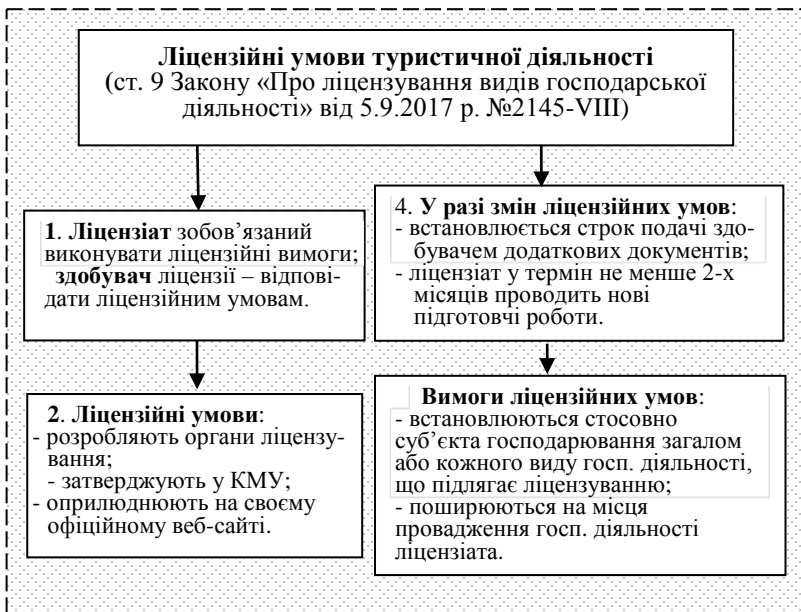 Ліцензійні умови туристичної діяльності
(ст. 9 Закону «Про ліцензування видів господарської
діяльності» від 5.9.2017 р. №2145-VIII)
1. Ліцензіат зобов’язаний
виконувати ліцензійні вимоги;
здобувач ліцензії – відпові-
дати ліцензійним умовам.
2. Ліцензійні умови:
- розробляють органи ліцензу-
вання;
- затверджують у КМУ;
- оприлюднюють на своєму
офіційному веб-сайті.
4. У разі змін ліцензійних умов:
- встановлюється строк подачі здо-
бувачем додаткових документів;
- ліцензіат у термін не менше 2-х
місяців проводить нові
підготовчі роботи.
Вимоги ліцензійних умов:
- встановлюються стосовно
суб’єкта господарювання загалом
або кожного виду госп. діяльності,
що підлягає ліцензуванню;
- поширюються на місця
провадження госп. діяльності
ліцензіата.